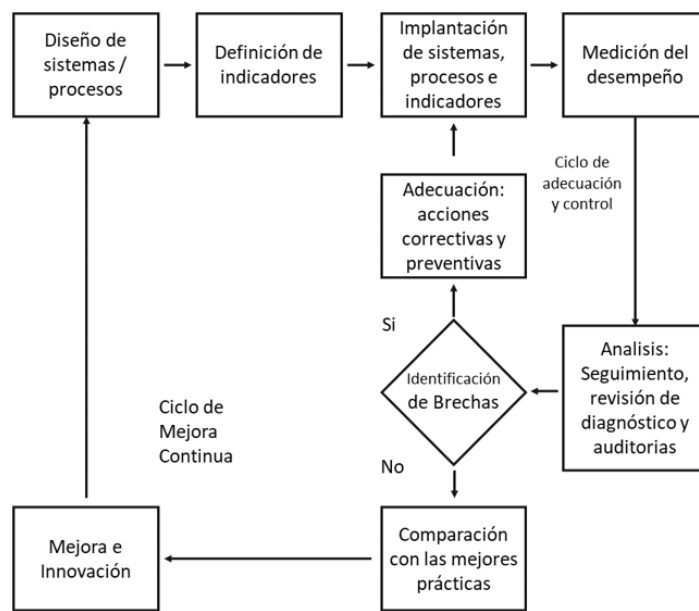 Diseño de
sistemas /
procesos
Definición de
indicadores
Implantación
de sistemas,
procesos e
indicadores
Medición del
desempeño
Ciclo de
adecuación
y control
Adecuación:
acciones
correctivas y
preventivas
Si
Identificación
de Brechas
Analisis:
Seguimiento,
revisión de
diagnóstico y
auditorias
Ciclo de
Mejora
Continua
No
Mejora e
Innovación
Comparación
con las mejores
prácticas